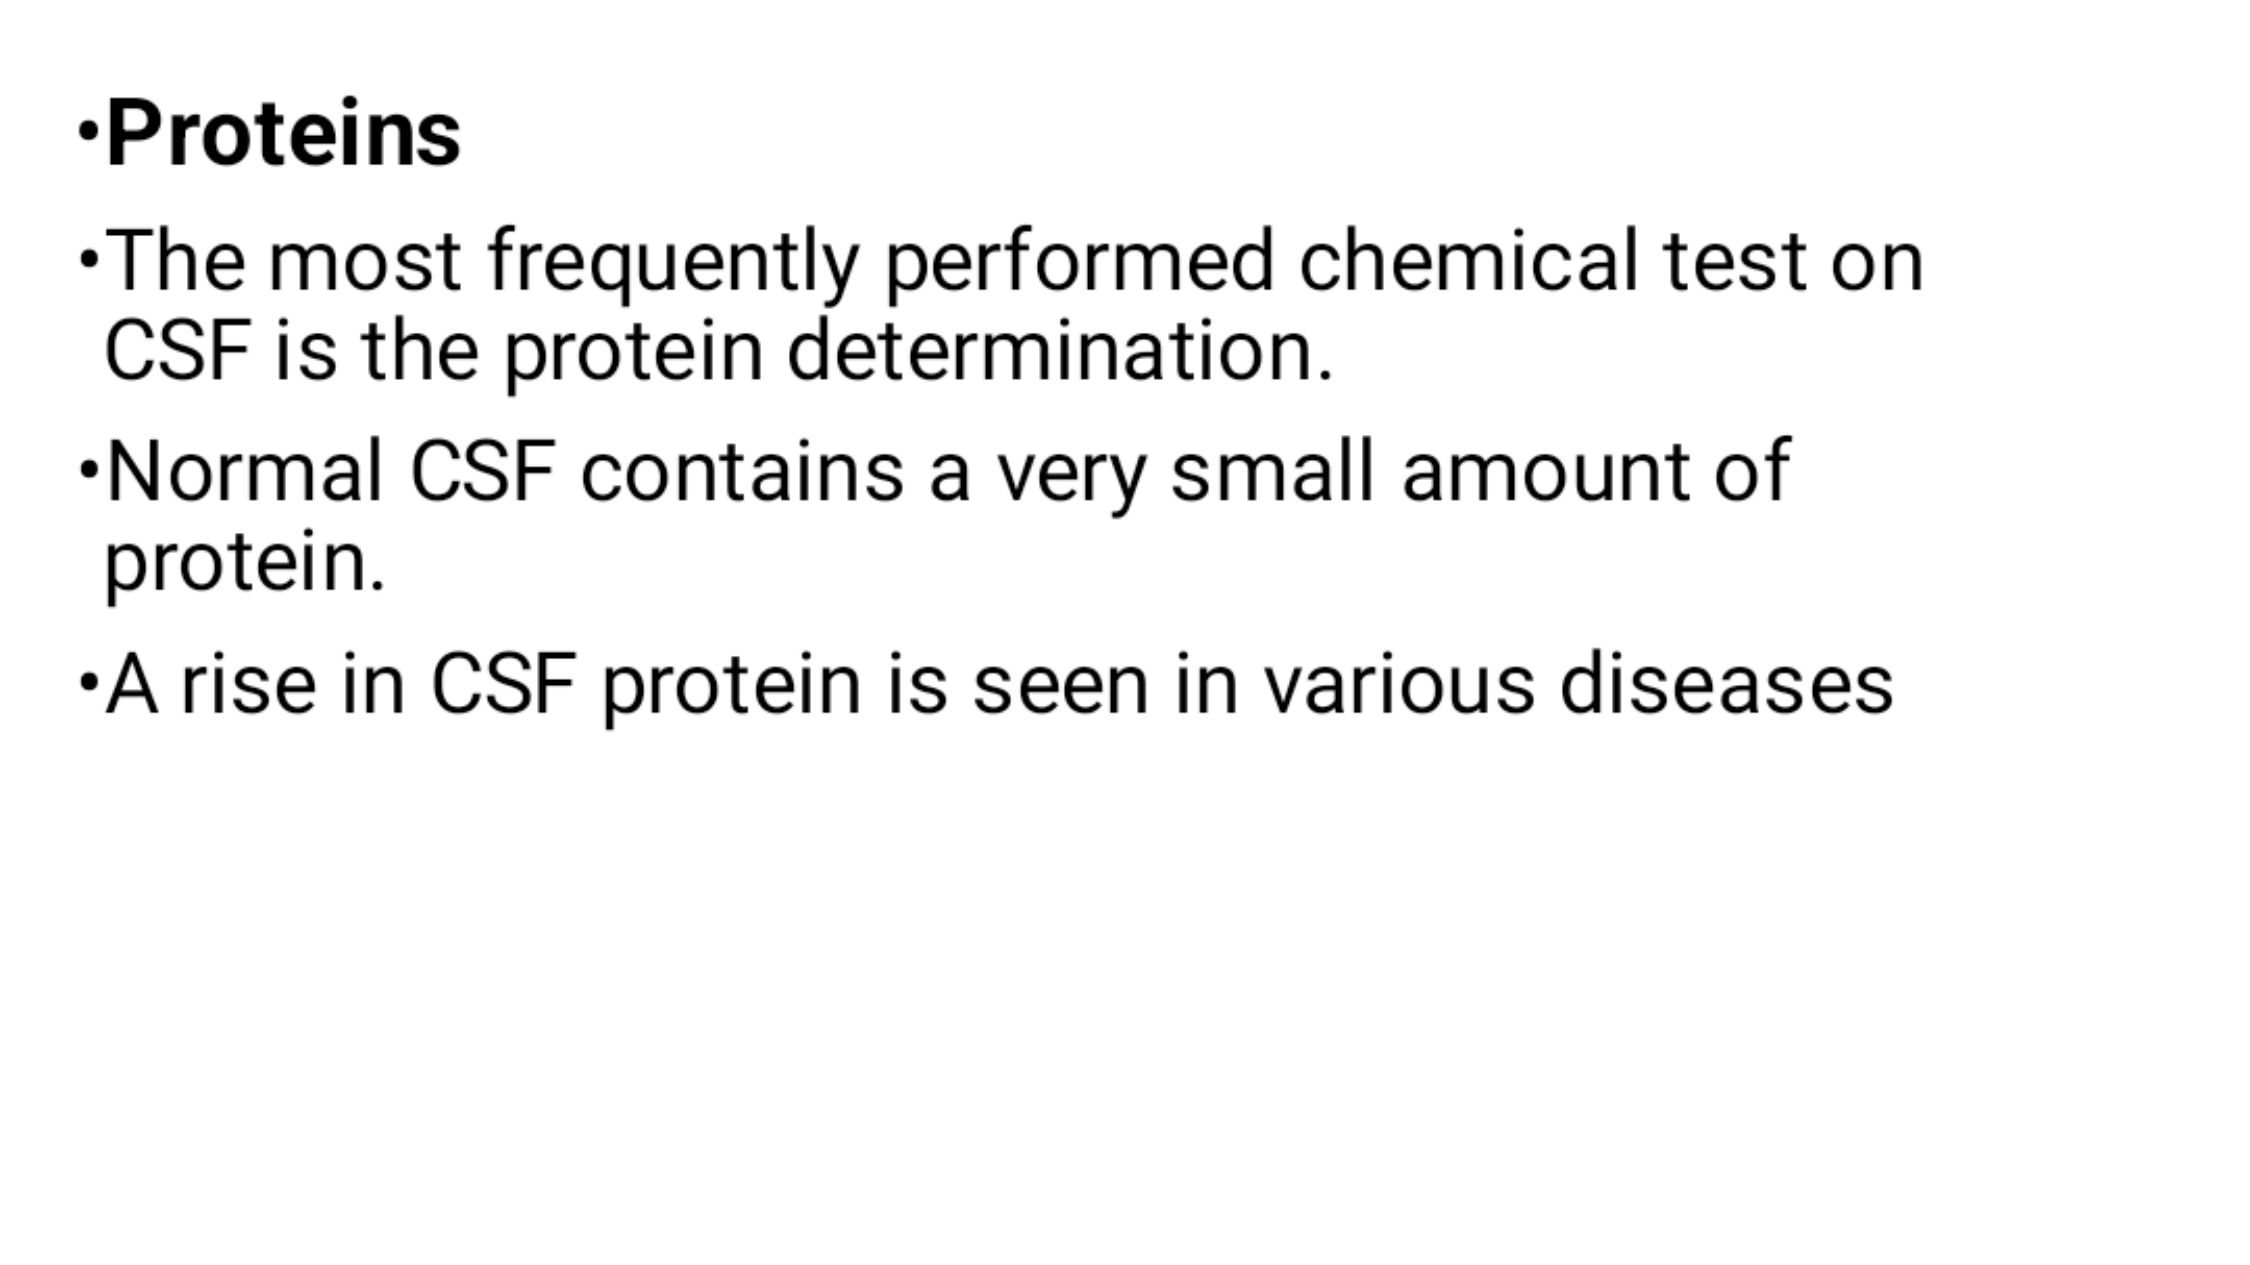 •Proteins
•The most frequently performed chemical test on
CSF is the protein determination.
•Normal CSF contains a very small amount of
protein.
•A rise in CSF protein is seen in various diseases